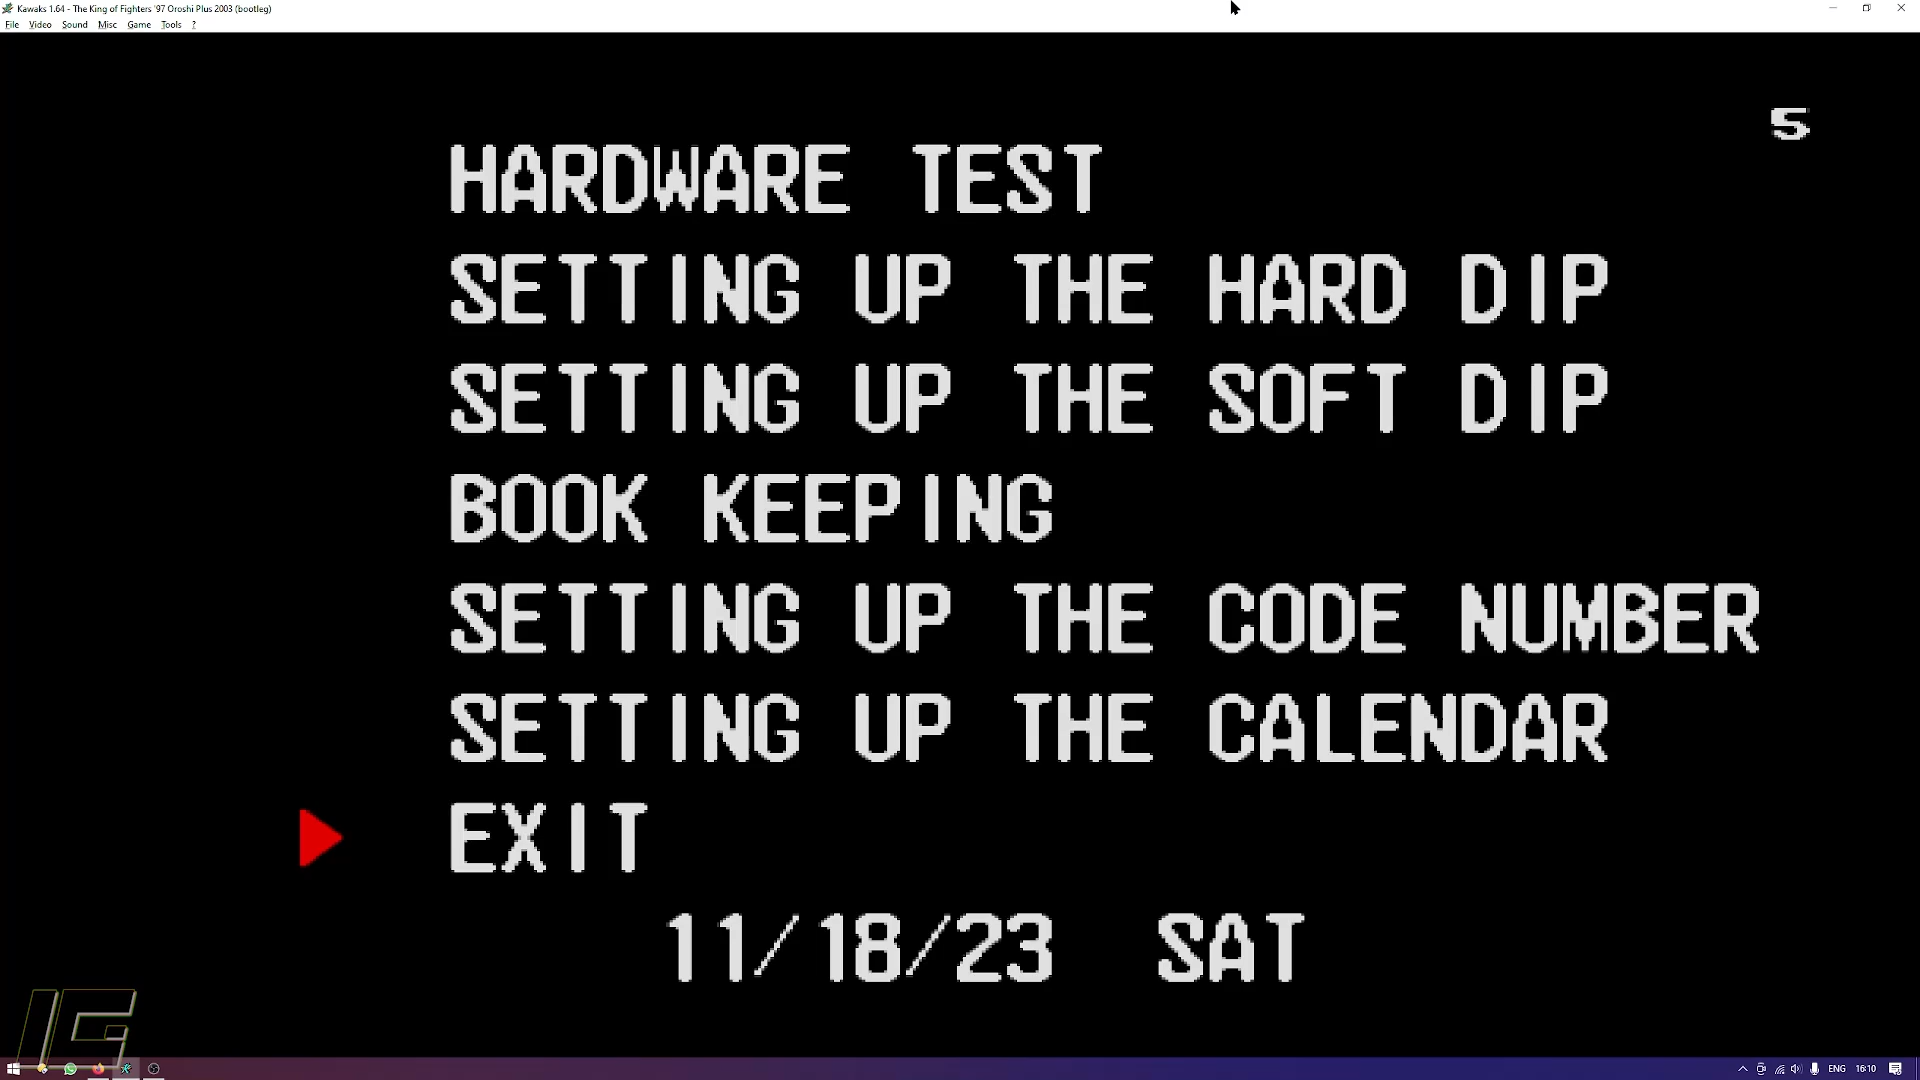 Kawaks 1.64 - The King of Fighters '97 Oroshi Plus 2003 (bootleg)
File Video Sound Misc Game Tools ?
5
HARDWARE TEST
SETTING UP THE HARD DIP
SETTING UP THE SOFT DIP
BOOK KEEPING
SETTING UP THE CODE NUMBER
SETTING UP THE CALENDAR
EXIT
11/18/23 SAT
IG
ENG 16:10